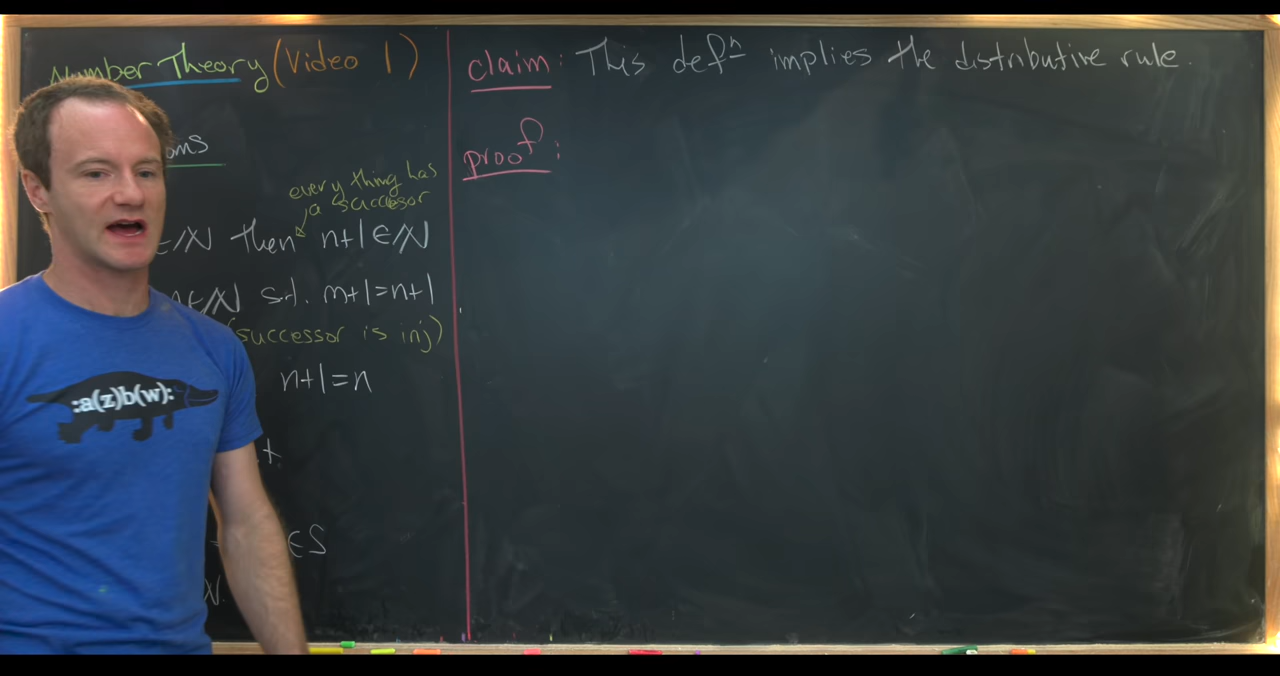 Number Theory (Video 1)
oms
every thing has
a succesor
∈ℕ Then n+1∈ℕ
∈ℕ s.t. m+1=n+1
(successor is inj)
n+1=n
∈S
ℕ.
:a(z)b(w):
claim: This defⁿ implies the distributive rule.
proof: